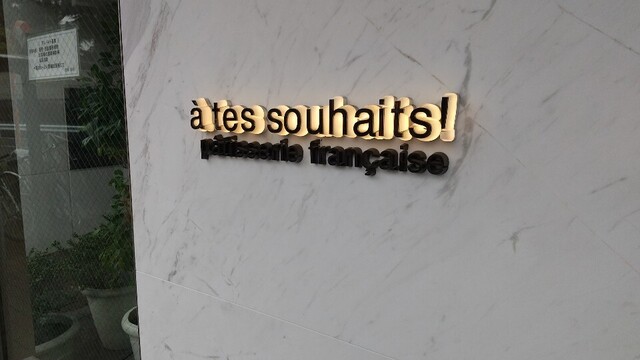 à tes souhaits!
pâtisserie française